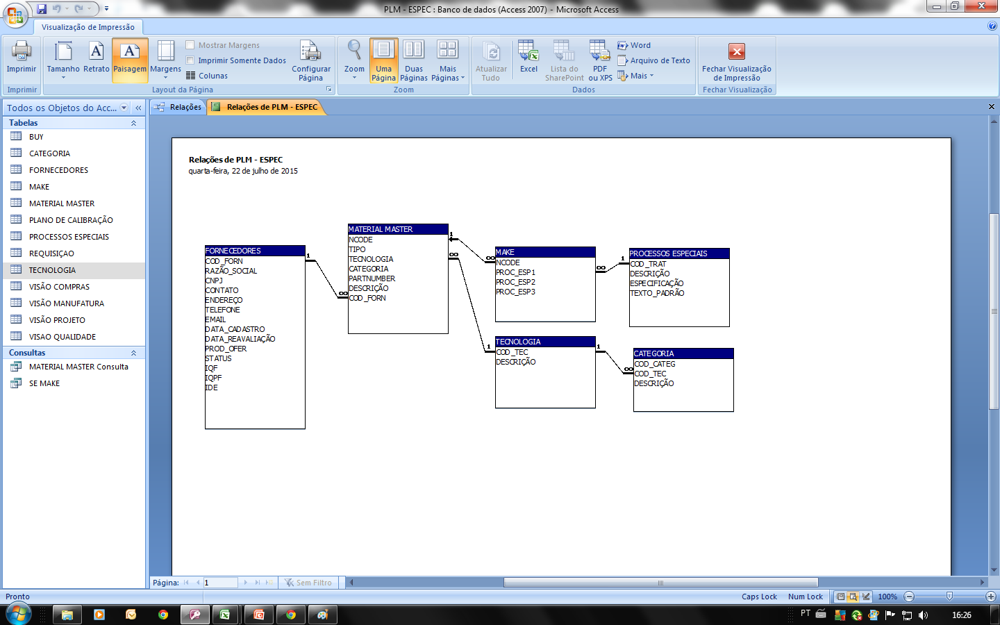 PLM - ESPEC : Banco de dados (Access 2007) - Microsoft Access
Visualização de Impressão
Imprimir
Tamanho
Retrato
Paisagem
Margens
Mostrar Margens
Imprimir Somente Dados
Colunas
Configurar
Página
Zoom
Uma
Página
Duas
Páginas
Mais
Páginas
Atualizar
Tudo
Excel
Lista do
SharePoint
PDF
ou XPS
Word
Arquivo de Texto
Mais
Fechar Visualização
de Impressão
Imprimir
Layout da Página
Zoom
Dados
Fechar Visualização
Todos os Objetos do Acc...
Tabelas
BUY
CATEGORIA
FORNECEDORES
MAKE
MATERIAL MASTER
PLANO DE CALIBRAÇÃO
PROCESSOS ESPECIAIS
REQUISIÇAO
TECNOLOGIA
VISÃO COMPRAS
VISÃO MANUFATURA
VISÃO PROJETO
VISAO QUALIDADE
Consultas
MATERIAL MASTER Consulta
SE MAKE
Relações
Relações de PLM - ESPEC
Relações de PLM - ESPEC
quarta-feira, 22 de julho de 2015
FORNECEDORES
COD_FORN
RAZÃO_SOCIAL
CNPJ
CONTATO
ENDEREÇO
TELEFONE
EMAIL
DATA_CADASTRO
DATA_REAVALIAÇÃO
PROD_OFER
STATUS
IQF
IQPF
IDE
1
∞
MATERIAL MASTER
NCODE
TIPO
TECNOLOGIA
CATEGORIA
PARTNUMBER
DESCRIÇÃO
COD_FORN
1
∞
∞
1
MAKE
NCODE
PROC_ESP1
PROC_ESP2
PROC_ESP3
∞
1
PROCESSOS ESPECIAIS
COD_TRAT
DESCRIÇÃO
ESPECIFICAÇÃO
TEXTO_PADRÃO
TECNOLOGIA
COD_TEC
DESCRIÇÃO
1
∞
CATEGORIA
COD_CATEG
COD_TEC
DESCRIÇÃO
Página:
1
Sem Filtro
Pronto
Caps Lock
Num Lock
100%
PT
16:26